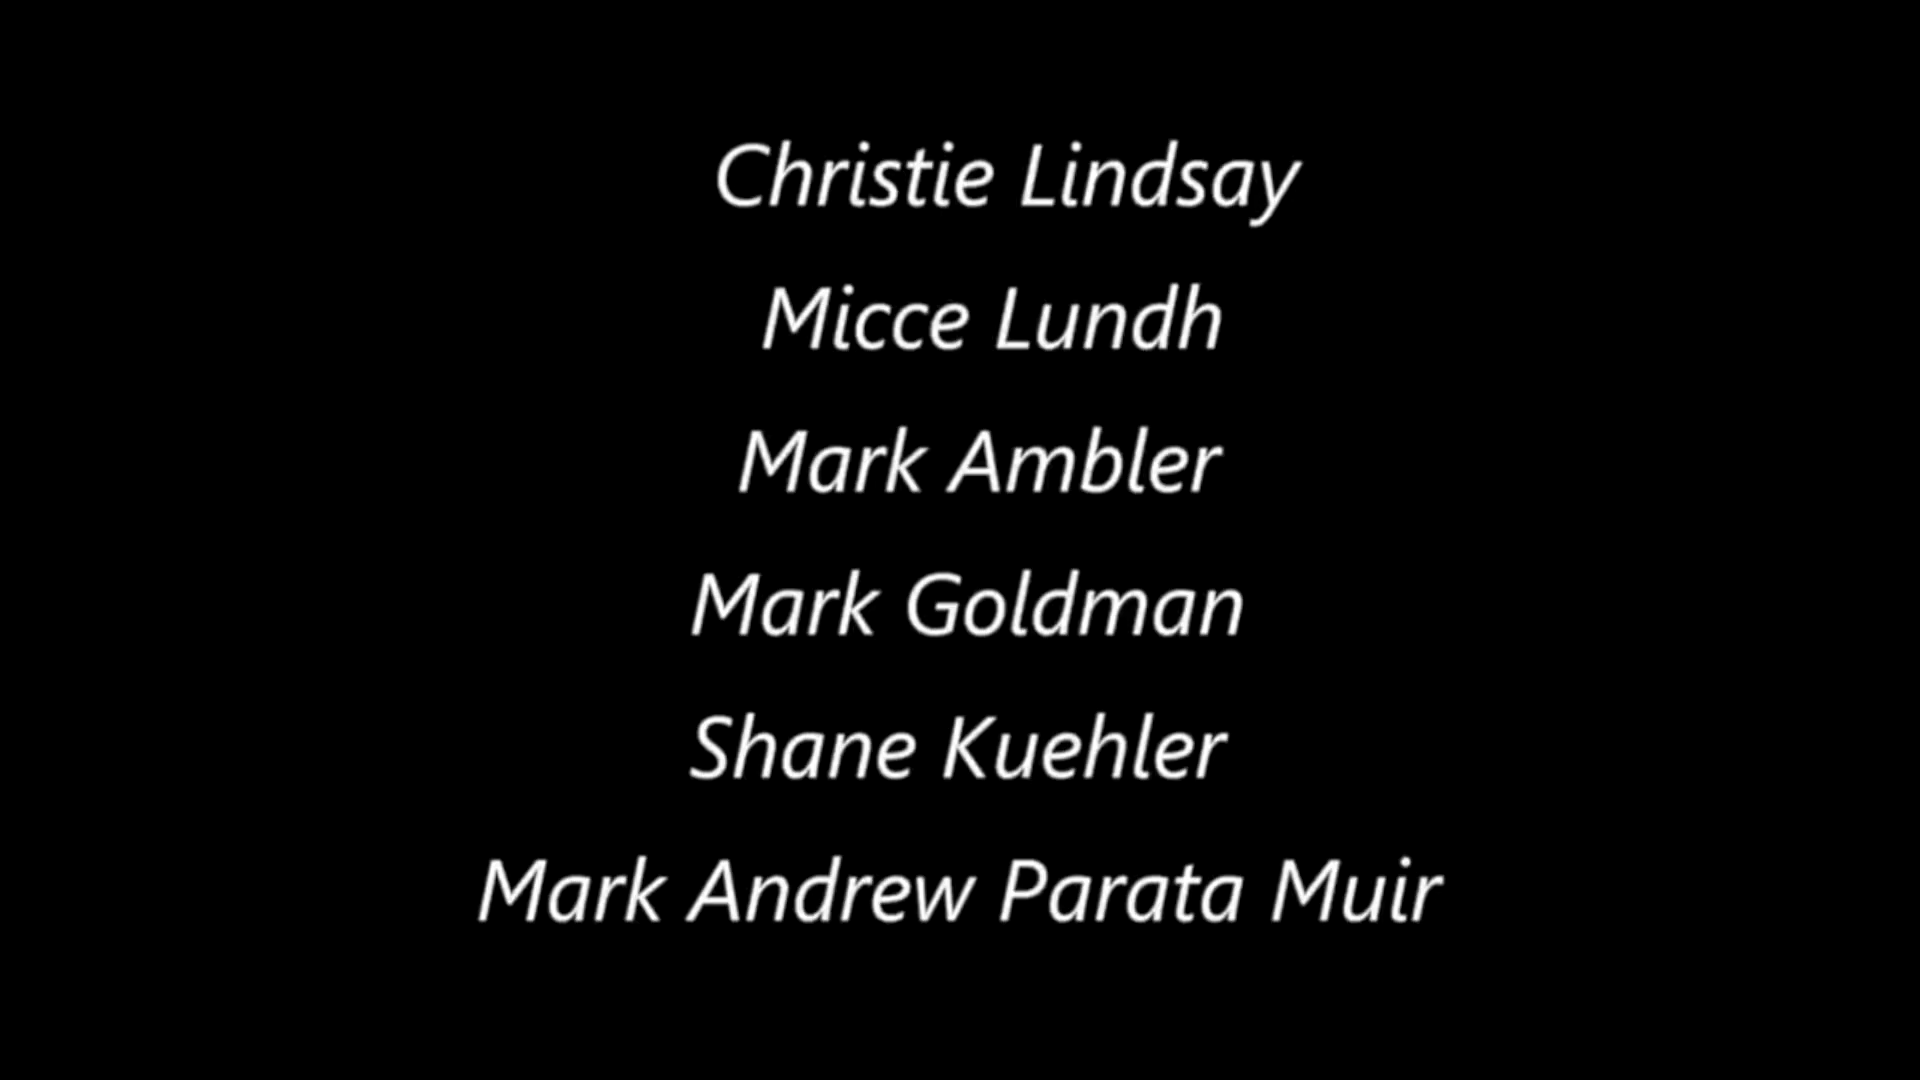 Christie Lindsay
Micce Lundh
Mark Ambler
Mark Goldman
Shane Kuehler
Mark Andrew Parata Muir